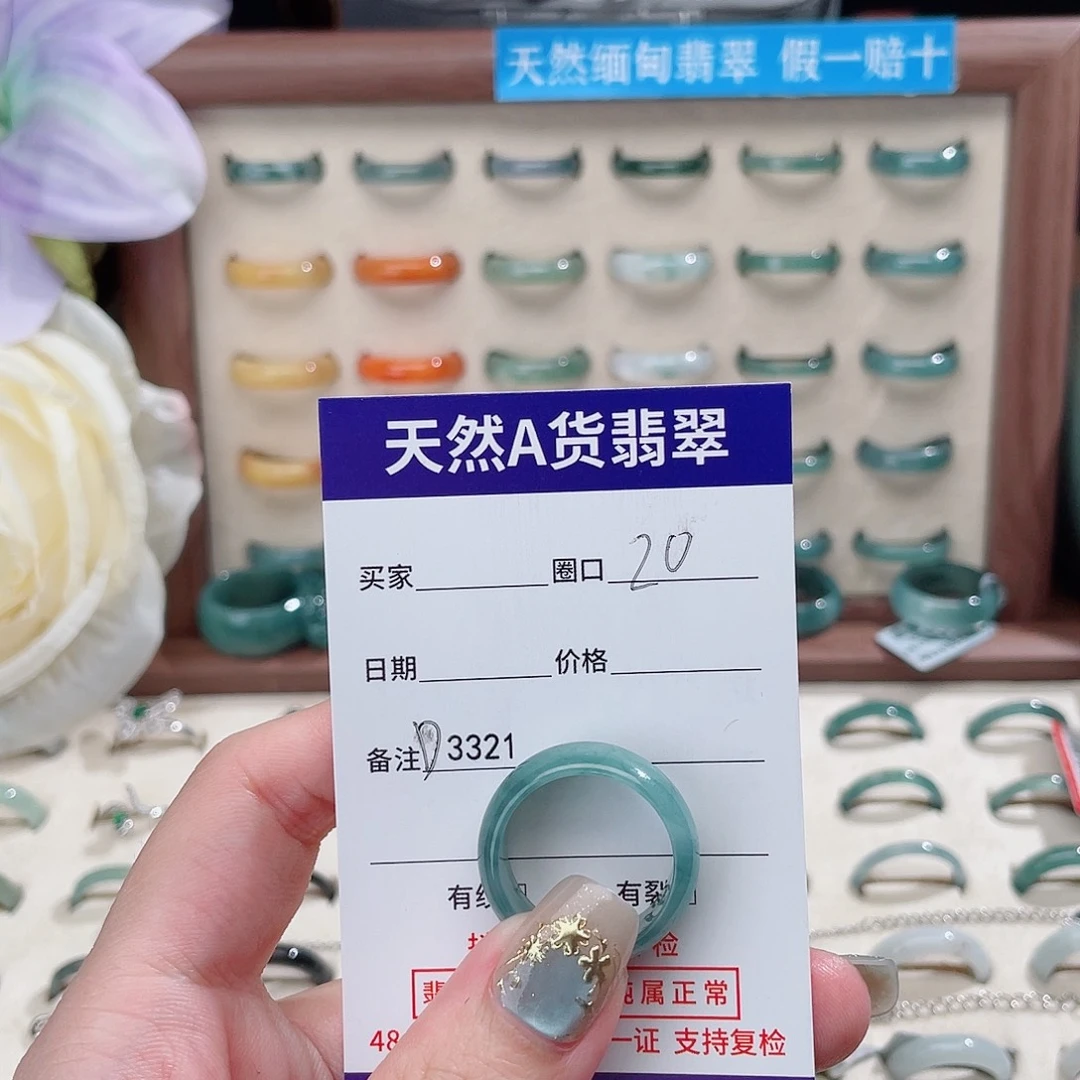 天然缅甸翡翠 假一赔十
天然A货翡翠
买家 圈口 20
日期 价格
备注 3321
有纹 有裂
检
翡 纯属正常
48 一证 支持复检